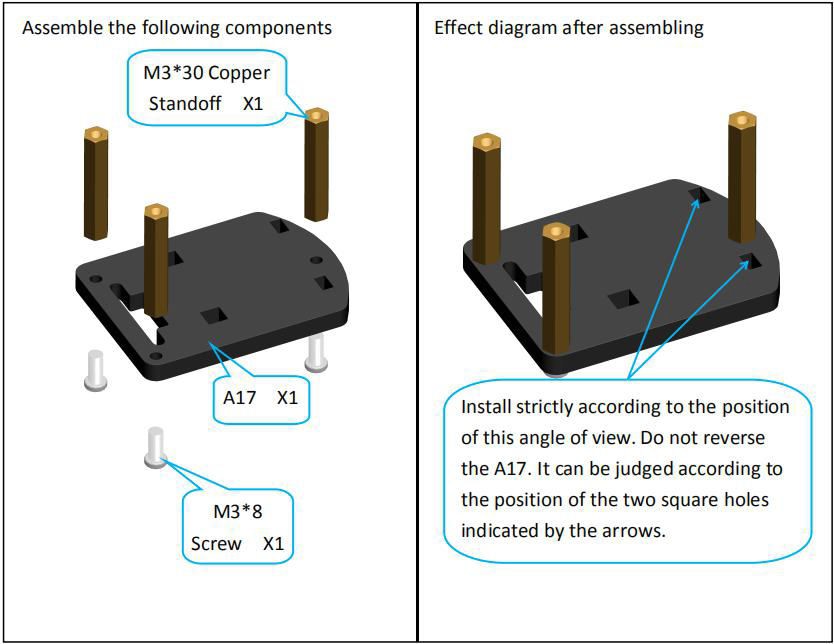 Assemble the following components
M3*30 Copper
Standoff X1
A17 X1
M3*8
Screw X1
Effect diagram after assembling
Install strictly according to the position
of this angle of view. Do not reverse
the A17. It can be judged according to
the position of the two square holes
indicated by the arrows.